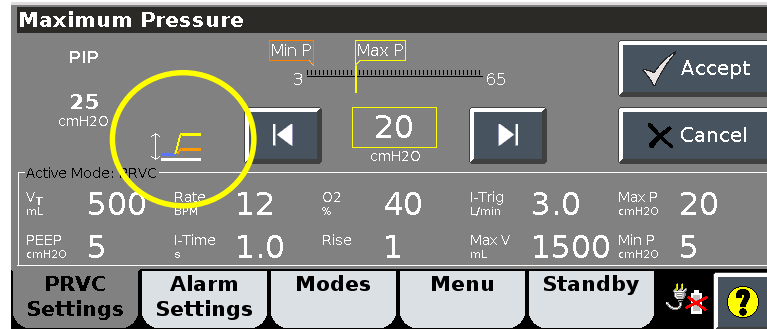 Maximum Pressure
PIP
25
cmH2O
Min P
Max P
3
65
20
cmH2O
Accept
Cancel
Active Mode: PRVC
VT mL 500 Rate BPM 12 O2 % 40 I-Trig L/min 3.0 Max P cmH2O 20
PEEP cmH2O 5 I-Time s 1.0 Rise 1 Max V mL 1500 Min P cmH2O 5
PRVC Settings
Alarm Settings
Modes
Menu
Standby
?